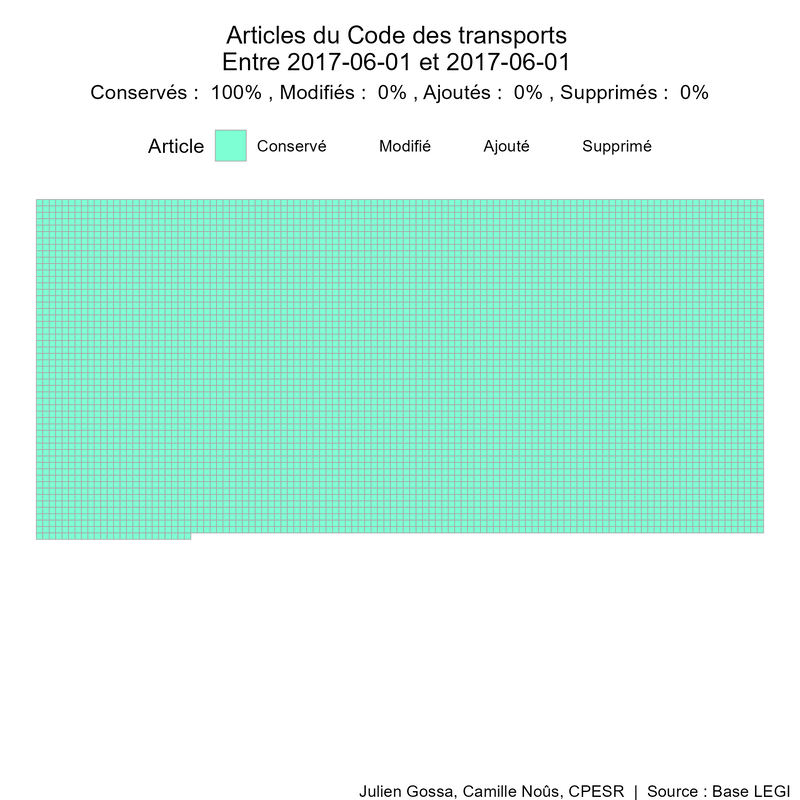 Articles du Code des transports
Entre 2017-06-01 et 2017-06-01
Conservés :  100% , Modifiés :  0% , Ajoutés :  0% , Supprimés :  0%
Article Conservé Modifié Ajouté Supprimé
Julien Gossa, Camille Noûs, CPESR  |  Source : Base LEGI